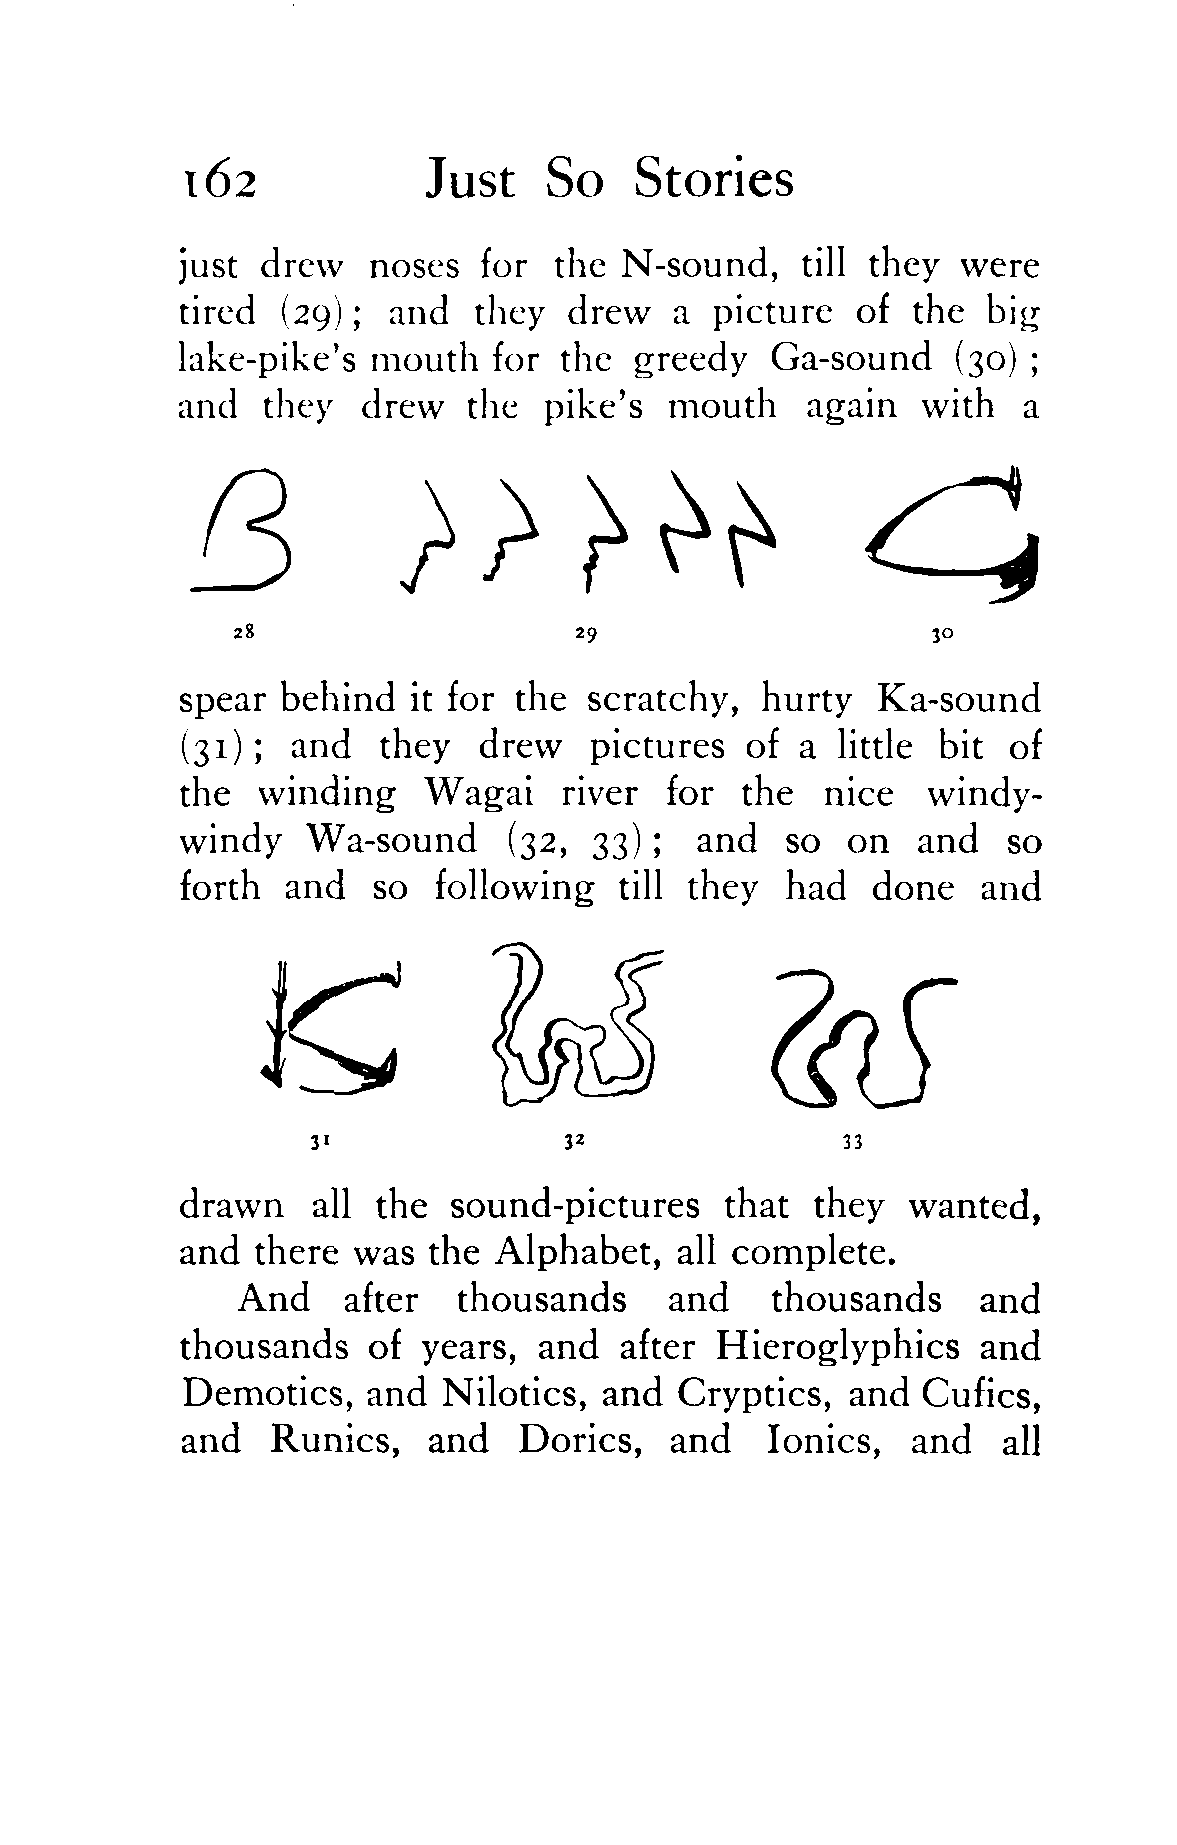 162 Just So Stories
just drew noses for the N-sound, till they were
tired (29); and they drew a picture of the big
lake-pike's mouth for the greedy Ga-sound (30);
and they drew the pike's mouth again with a
28 29 30
spear behind it for the scratchy, hurty Ka-sound
(31); and they drew pictures of a little bit of
the winding Wagai river for the nice windy-
windy Wa-sound (32, 33); and so on and so
forth and so following till they had done and
31 32 33
drawn all the sound-pictures that they wanted,
and there was the Alphabet, all complete.
And after thousands and thousands and
thousands of years, and after Hieroglyphics and
Demotics, and Nilotics, and Cryptics, and Cufics,
and Runics, and Dorics, and Ionics, and all